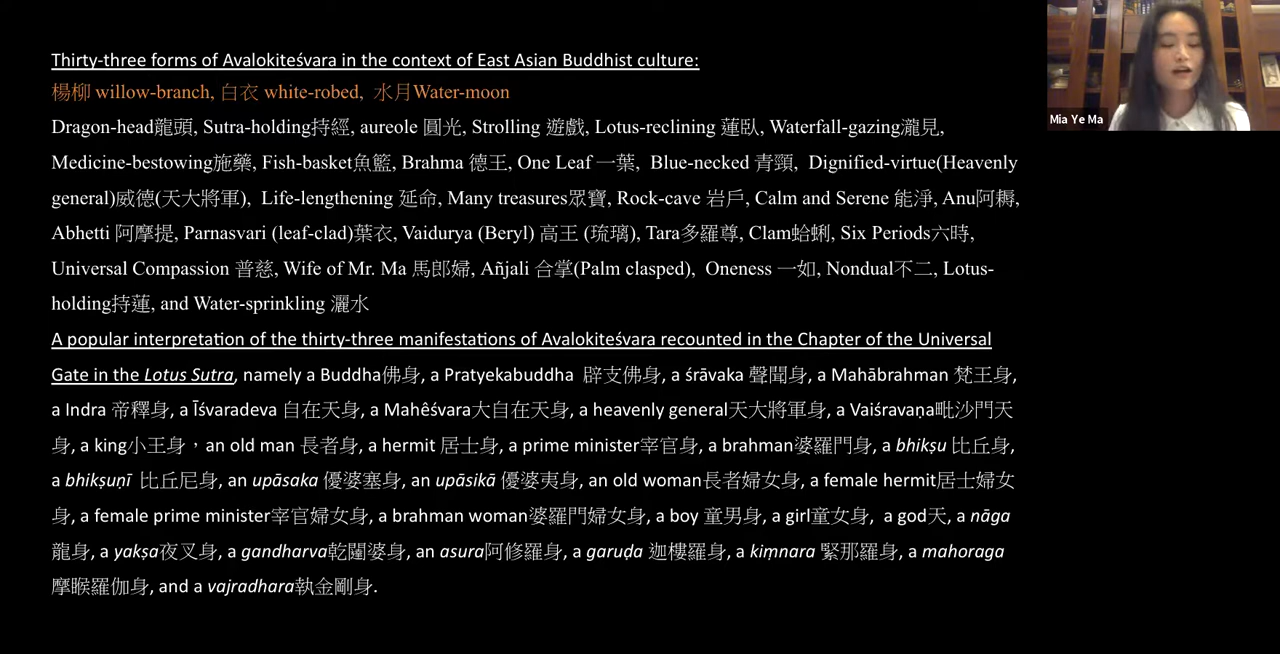 Thirty-three forms of Avalokiteśvara in the context of East Asian Buddhist culture:
楊柳 willow-branch, 白衣 white-robed, 水月Water-moon
Dragon-head龍頭, Sutra-holding持經, aureole 圓光, Strolling 遊戲, Lotus-reclining 蓮臥, Waterfall-gazing瀧見,
Medicine-bestowing施藥, Fish-basket魚籃, Brahma 德王, One Leaf 一葉, Blue-necked 青頸, Dignified-virtue(Heavenly
general)威德(天大將軍), Life-lengthening 延命, Many treasures眾寶, Rock-cave 岩戶, Calm and Serene 能淨, Anu阿耨,
Abhetti 阿摩提, Parnasvari (leaf-clad)葉衣, Vaidurya (Beryl) 高王 (琉璃), Tara多羅尊, Clam蛤蜊, Six Periods六時,
Universal Compassion 普慈, Wife of Mr. Ma 馬郎婦, Añjali 合掌(Palm clasped), Oneness 一如, Nondual不二, Lotus-
holding持蓮, and Water-sprinkling 灑水
A popular interpretation of the thirty-three manifestations of Avalokiteśvara recounted in the Chapter of the Universal
Gate in the Lotus Sutra, namely a Buddha佛身, a Pratyekabuddha 辟支佛身, a śrāvaka 聲聞身, a Mahābrahman 梵王身,
a Indra 帝釋身, a Īśvaradeva 自在天身, a Mahêśvara大自在天身, a heavenly general天大將軍身, a Vaiśravaṇa毗沙門天
身, a king小王身，an old man 長者身, a hermit 居士身, a prime minister宰官身, a brahman婆羅門身, a bhikṣu 比丘身,
a bhikṣuṇī 比丘尼身, an upāsaka 優婆塞身, an upāsikā 優婆夷身, an old woman長者婦女身, a female hermit居士婦女
身, a female prime minister宰官婦女身, a brahman woman婆羅門婦女身, a boy 童男身, a girl童女身, a god天, a nāga
龍身, a yakṣa夜叉身, a gandharva乾闥婆身, an asura阿修羅身, a garuḍa 迦樓羅身, a kiṃnara 緊那羅身, a mahoraga
摩睺羅伽身, and a vajradhara執金剛身.
Mia Ye Ma